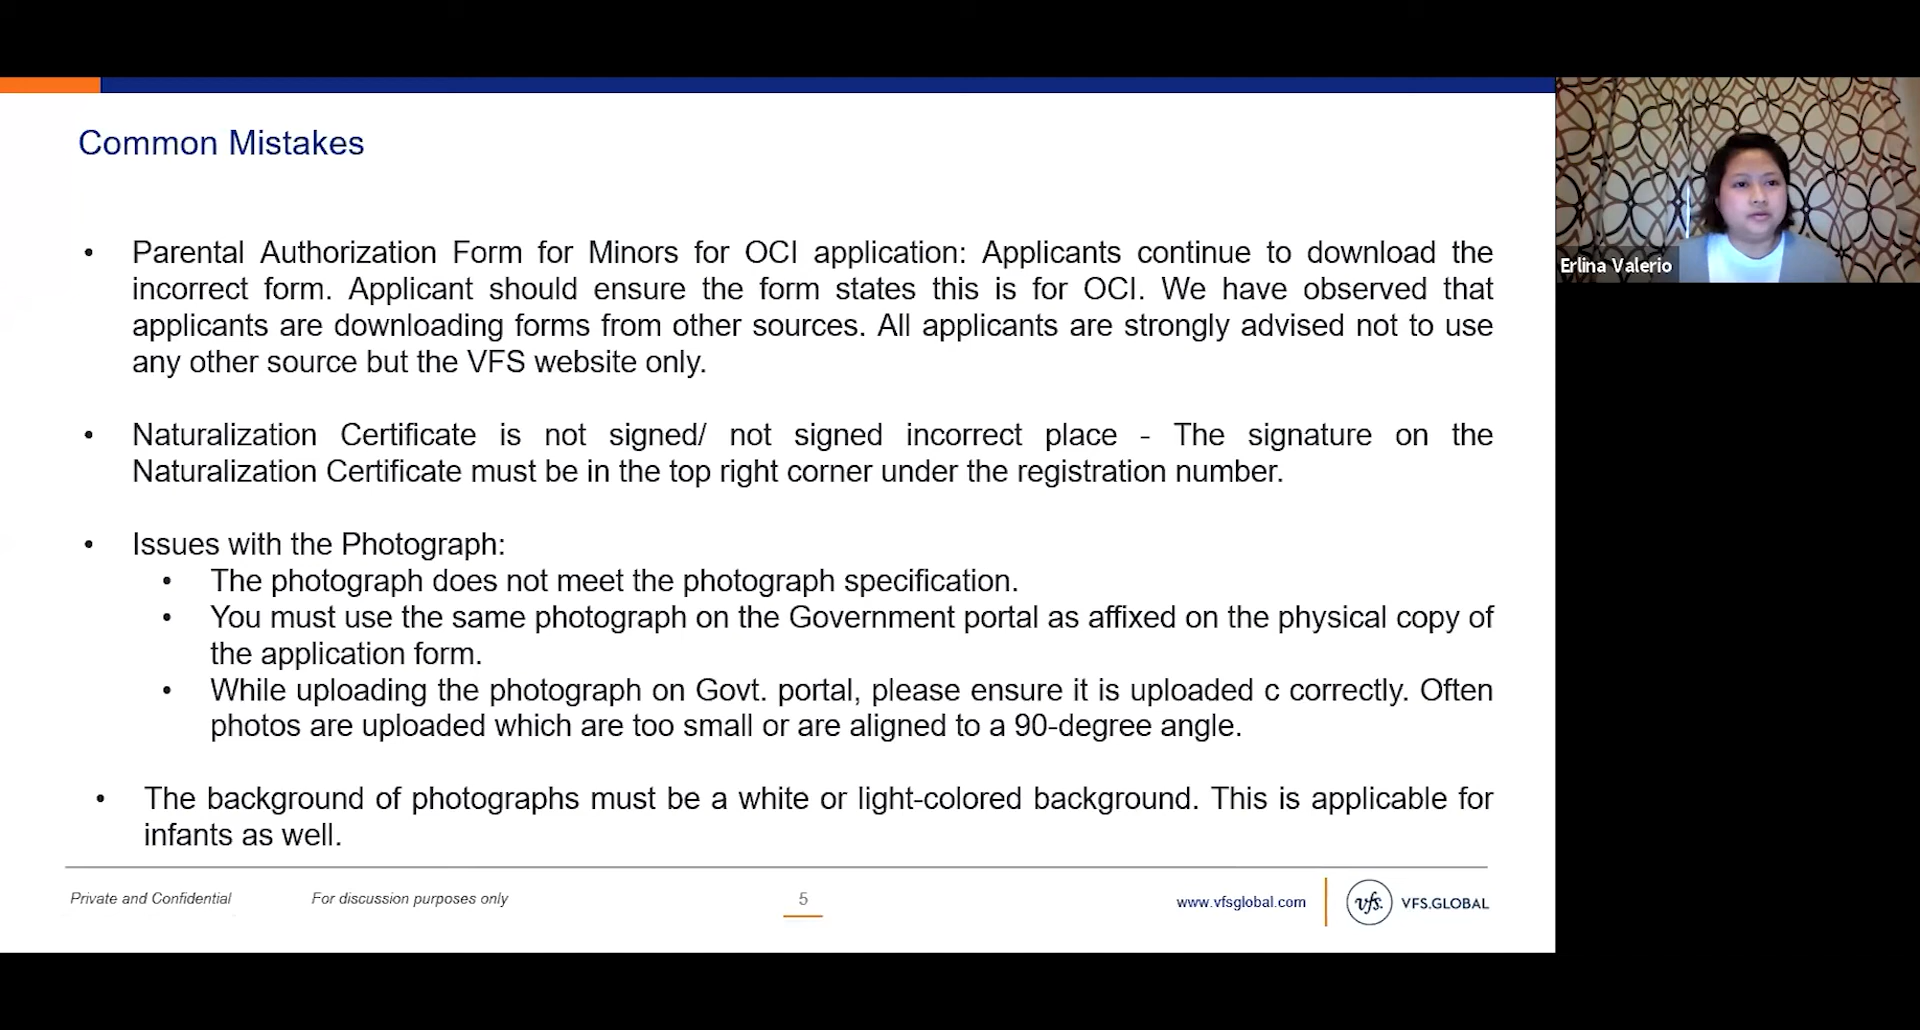 Common Mistakes
• Parental Authorization Form for Minors for OCI application: Applicants continue to download the
incorrect form. Applicant should ensure the form states this is for OCI. We have observed that
applicants are downloading forms from other sources. All applicants are strongly advised not to use
any other source but the VFS website only.
• Naturalization Certificate is not signed/ not signed incorrect place - The signature on the
Naturalization Certificate must be in the top right corner under the registration number.
• Issues with the Photograph:
• The photograph does not meet the photograph specification.
• You must use the same photograph on the Government portal as affixed on the physical copy of
the application form.
• While uploading the photograph on Govt. portal, please ensure it is uploaded c correctly. Often
photos are uploaded which are too small or are aligned to a 90-degree angle.
• The background of photographs must be a white or light-colored background. This is applicable for
infants as well.
Private and Confidential
For discussion purposes only
5
www.vfsglobal.com
vfs.
VFS.GLOBAL
Erlina Valerio